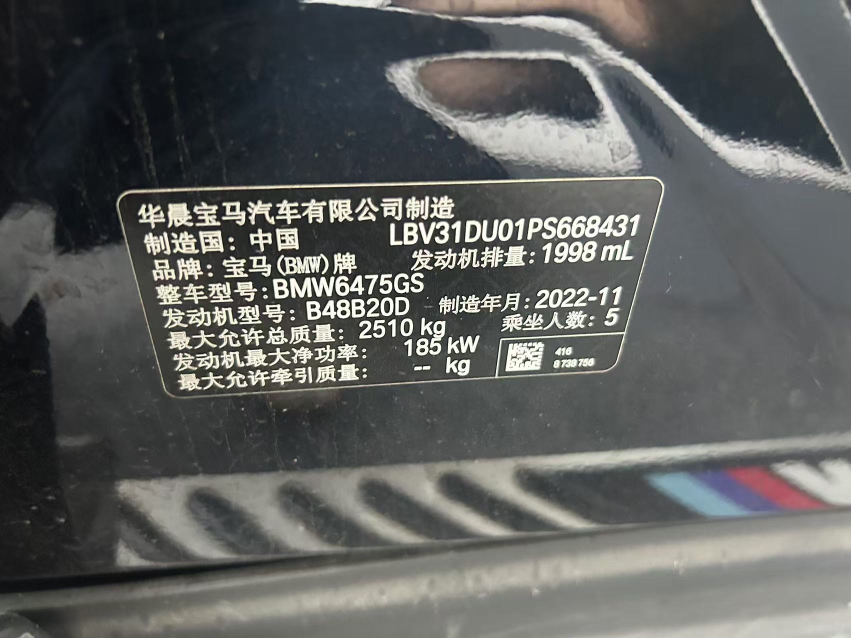 华晨宝马汽车有限公司制造
制造国: 中国 LBV31DU01PS668431
品牌: 宝马(BMW)牌 发动机排量: 1998 mL
整车型号: BMW6475GS
发动机型号: B48B20D 制造年月: 2022-11
最大允许总质量: 2510 kg 乘坐人数: 5
发动机最大净功率: 185 kW
最大允许牵引质量: -- kg
416
8 738 756